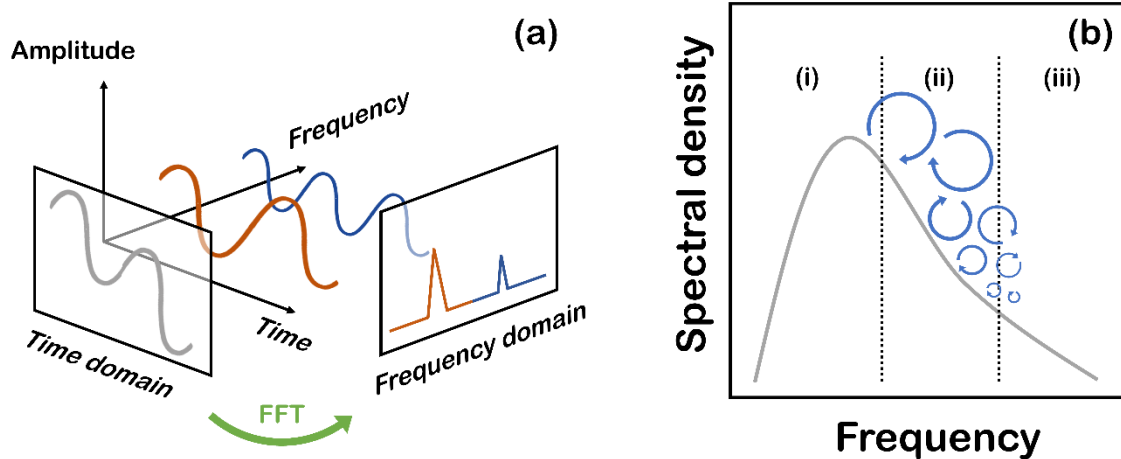 (a)
Amplitude
Frequency
Time
Time domain
Frequency domain
FFT
(b)
(i)
(ii)
(iii)
Spectral density
Frequency